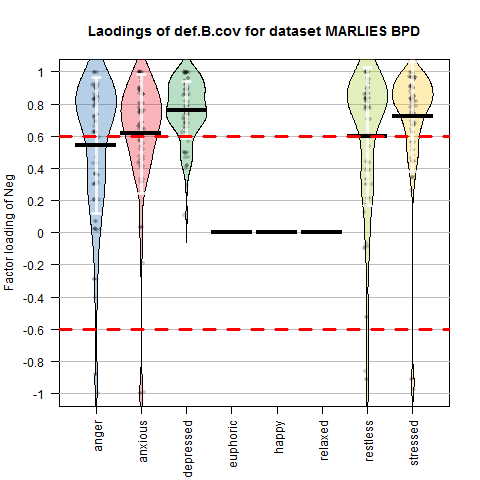 Laodings of def.B.cov for dataset MARLIES BPD
Factor loading of Neg
1
0.8
0.6
0.4
0.2
0
-0.2
-0.4
-0.6
-0.8
-1
anger
anxious
depressed
euphoric
happy
relaxed
restless
stressed